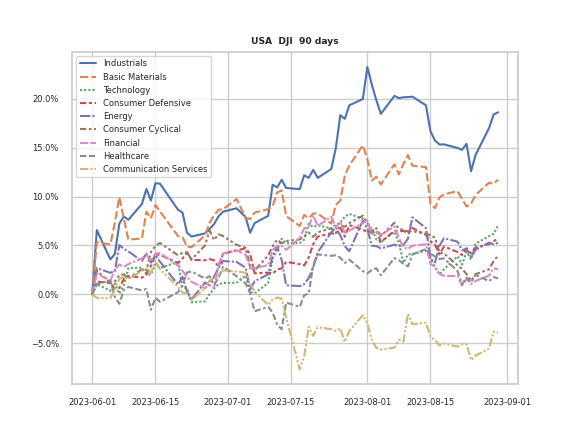 USA DJI 90 days
Industrials
Basic Materials
Technology
Consumer Defensive
Energy
Consumer Cyclical
Financial
Healthcare
Communication Services
20.0%
15.0%
10.0%
5.0%
0.0%
−5.0%
2023-06-01 2023-06-15 2023-07-01 2023-07-15 2023-08-01 2023-08-15 2023-09-01